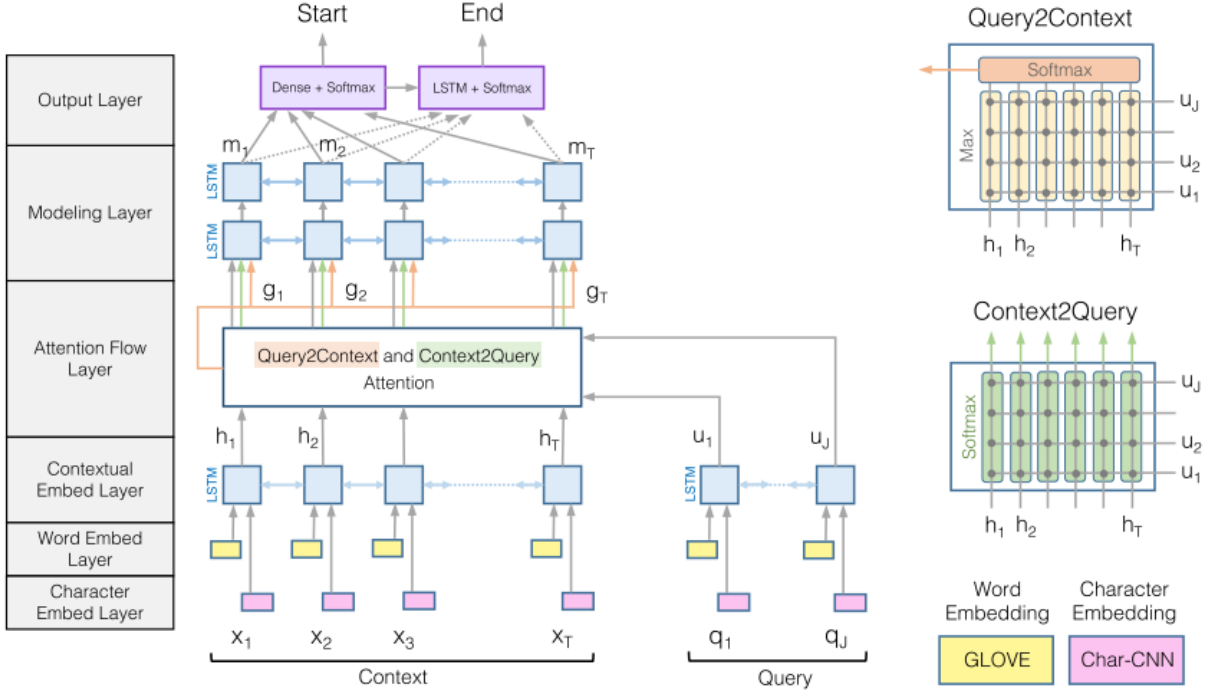 Start End
Output Layer
Dense + Softmax
LSTM + Softmax
m1 m2 mT
Modeling Layer
LSTM
LSTM
g1 g2 gT
Attention Flow
Layer
Query2Context and Context2Query
Attention
h1 h2 hT u1 uJ
Contextual
Embed Layer
LSTM
LSTM
Word Embed
Layer
Character
Embed Layer
x1 x2 x3 xT q1 qJ
Context Query
Query2Context
Softmax
Max
uJ
u2
u1
h1 h2 hT
Context2Query
Softmax
uJ
u2
u1
h1 h2 hT
Word
Embedding
GLOVE
Character
Embedding
Char-CNN